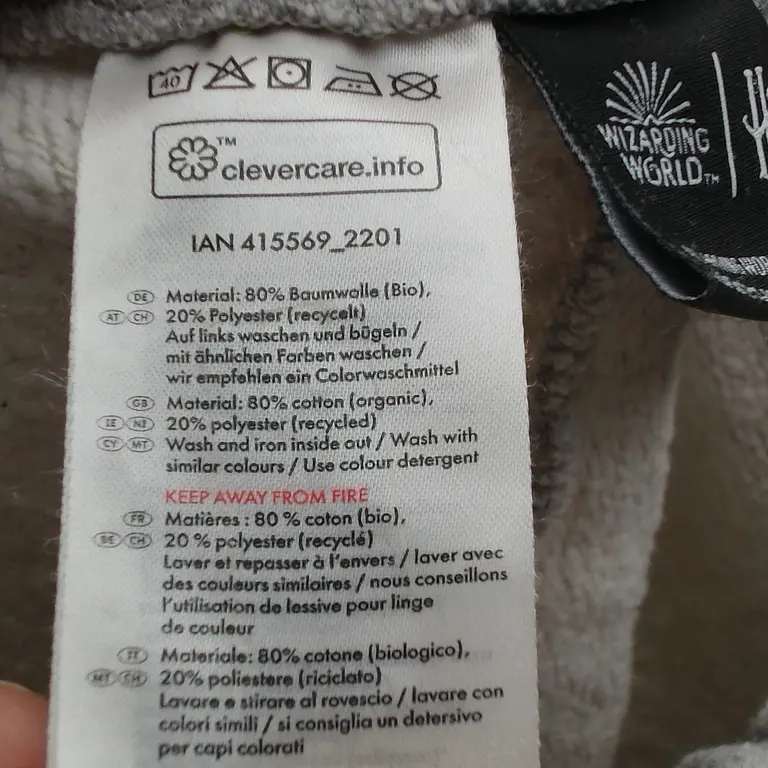 40
clevercare.info
IAN 415569_2201
DE Material: 80% Baumwolle (Bio),
AT CH 20% Polyester (recycelt)
Auf links waschen und bügeln /
mit ähnlichen Farben waschen /
wir empfehlen ein Colorwaschmittel
GB Material: 80% cotton (organic),
IE NI 20% polyester (recycled)
CY MT Wash and iron inside out / Wash with
similar colours / Use colour detergent
KEEP AWAY FROM FIRE
FR Matières : 80 % coton (bio),
BE CH 20 % polyester (recyclé)
Laver et repasser à l'envers / laver avec
des couleurs similaires / nous conseillons
l'utilisation de lessive pour linge
de couleur
IT Materiale: 80% cotone (biologico),
MT CH 20% poliestere (riciclato)
Lavare e stirare al rovescio / lavare con
colori simili / si consiglia un detersivo
per capi colorati
WIZARDING
WORLD TM